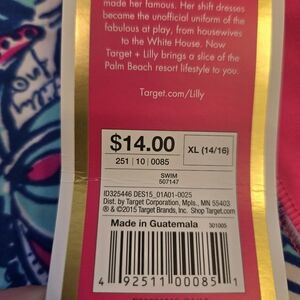 made her famous. Her shift dresses
became the unofficial uniform of the
fabulous at play, from housewives
to the White House. Now
Target + Lilly brings a slice of the
Palm Beach resort lifestyle to you.
Target.com/Lilly
$14.00
XL (14/16)
251 | 10 | 0085
SWIM
507147
ID325446 DES15_01A01-0025
Dist. by Target Corporation, Mpls., MN 55403
® & ©2015 Target Brands, Inc. Shop Target.com
Made in Guatemala
301005
4 92511 00085 1